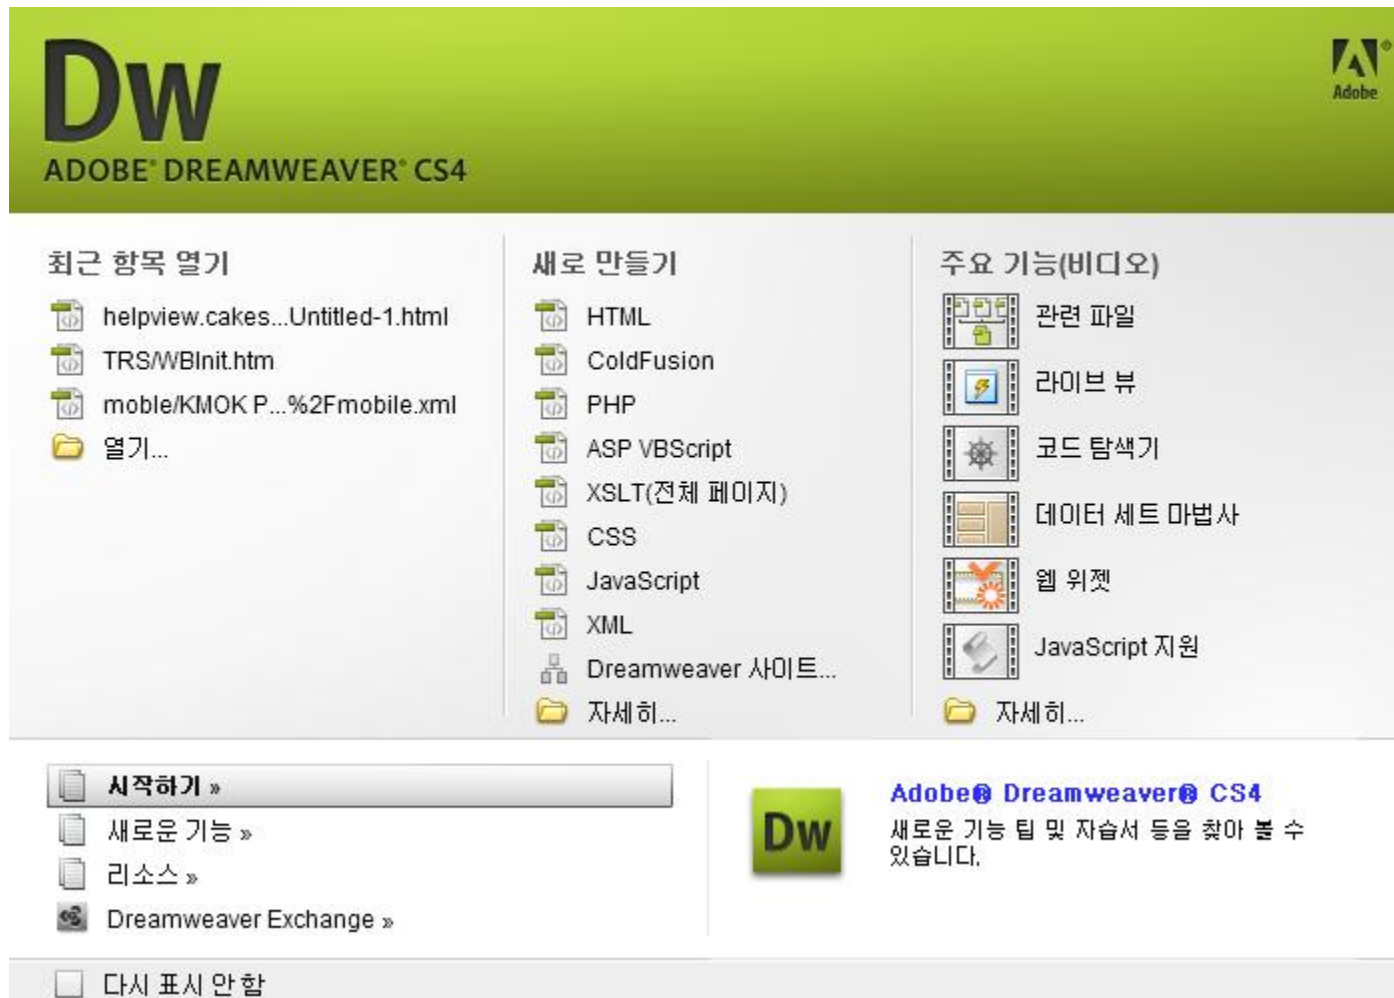 Dw
ADOBE® DREAMWEAVER® CS4
Adobe
최근 항목 열기
helpview.cakes...Untitled-1.html
TRS/WBInit.htm
moble/KMOK P...%2Fmobile.xml
열기...
새로 만들기
HTML
ColdFusion
PHP
ASP VBScript
XSLT(전체 페이지)
CSS
JavaScript
XML
Dreamweaver 사이트...
자세히...
주요 기능(비디오)
관련 파일
라이브 뷰
코드 탐색기
데이터 세트 마법사
웹 위젯
JavaScript 지원
자세히...
시작하기 »
새로운 기능 »
리소스 »
Dreamweaver Exchange »
Dw
Adobe® Dreamweaver® CS4
새로운 기능 팁 및 자습서 등을 찾아 볼 수
있습니다.
다시 표시 안 함